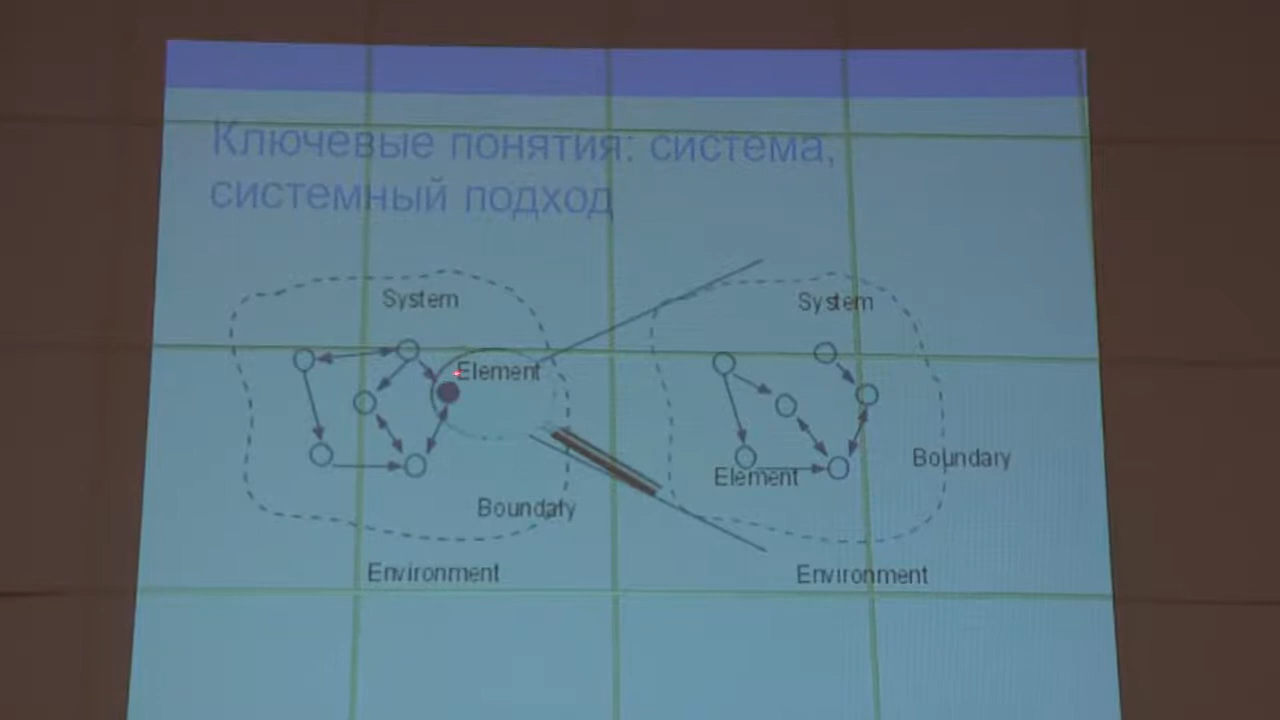 Ключевые понятия: система,
системный подход
System
Element
Boundary
Environment
System
Element
Boundary
Environment